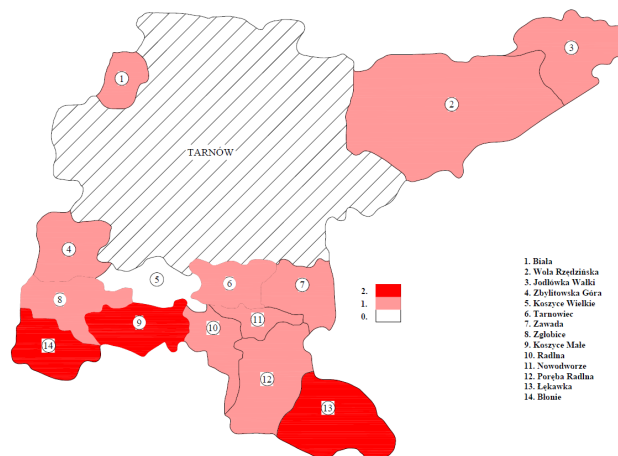 1
3
2
TARNÓW
4
5
6
7
8
9
10
11
12
13
14
2.
1.
0.
1. Biała
2. Wola Rzędzińska
3. Jodłówka Wałki
4. Zbylitowska Góra
5. Koszyce Wielkie
6. Tarnowiec
7. Zawada
8. Zgłobice
9. Koszyce Małe
10. Radlna
11. Nowodworze
12. Poręba Radlna
13. Łękawka
14. Błonie